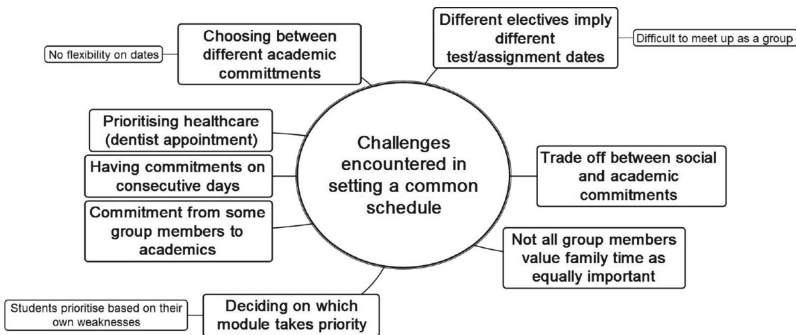 Choosing between
different academic
committments
No flexibility on dates
Different electives imply
different
test/assignment dates
Difficult to meet up as a group
Prioritising healthcare
(dentist appointment)
Having commitments on
consecutive days
Commitment from some
group members to
academics
Challenges
encountered in
setting a common
schedule
Trade off between social
and academic
commitments
Not all group members
value family time as
equally important
Students prioritise based on their
own weaknesses
Deciding on which
module takes priority